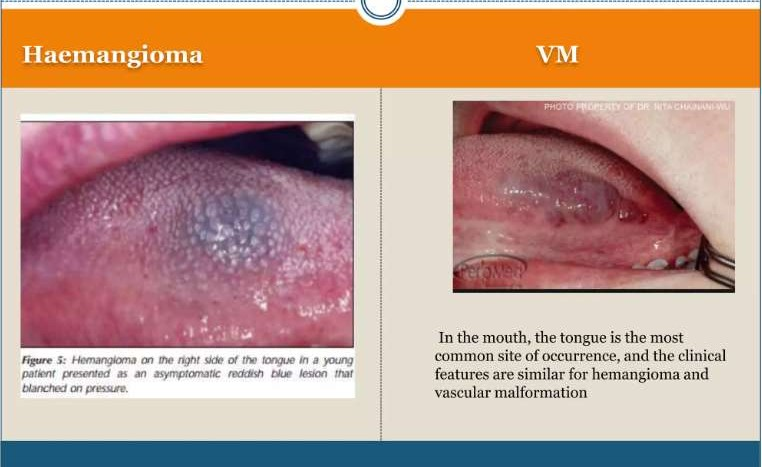 Haemangioma
VM
Figure 5: Hemangioma on the right side of the tongue in a young
patient presented as an asymptomatic reddish blue lesion that
blanched on pressure.
PHOTO PROPERTY OF DR. NITA CHAINANI-WU
In the mouth, the tongue is the most
common site of occurrence, and the clinical
features are similar for hemangioma and
vascular malformation